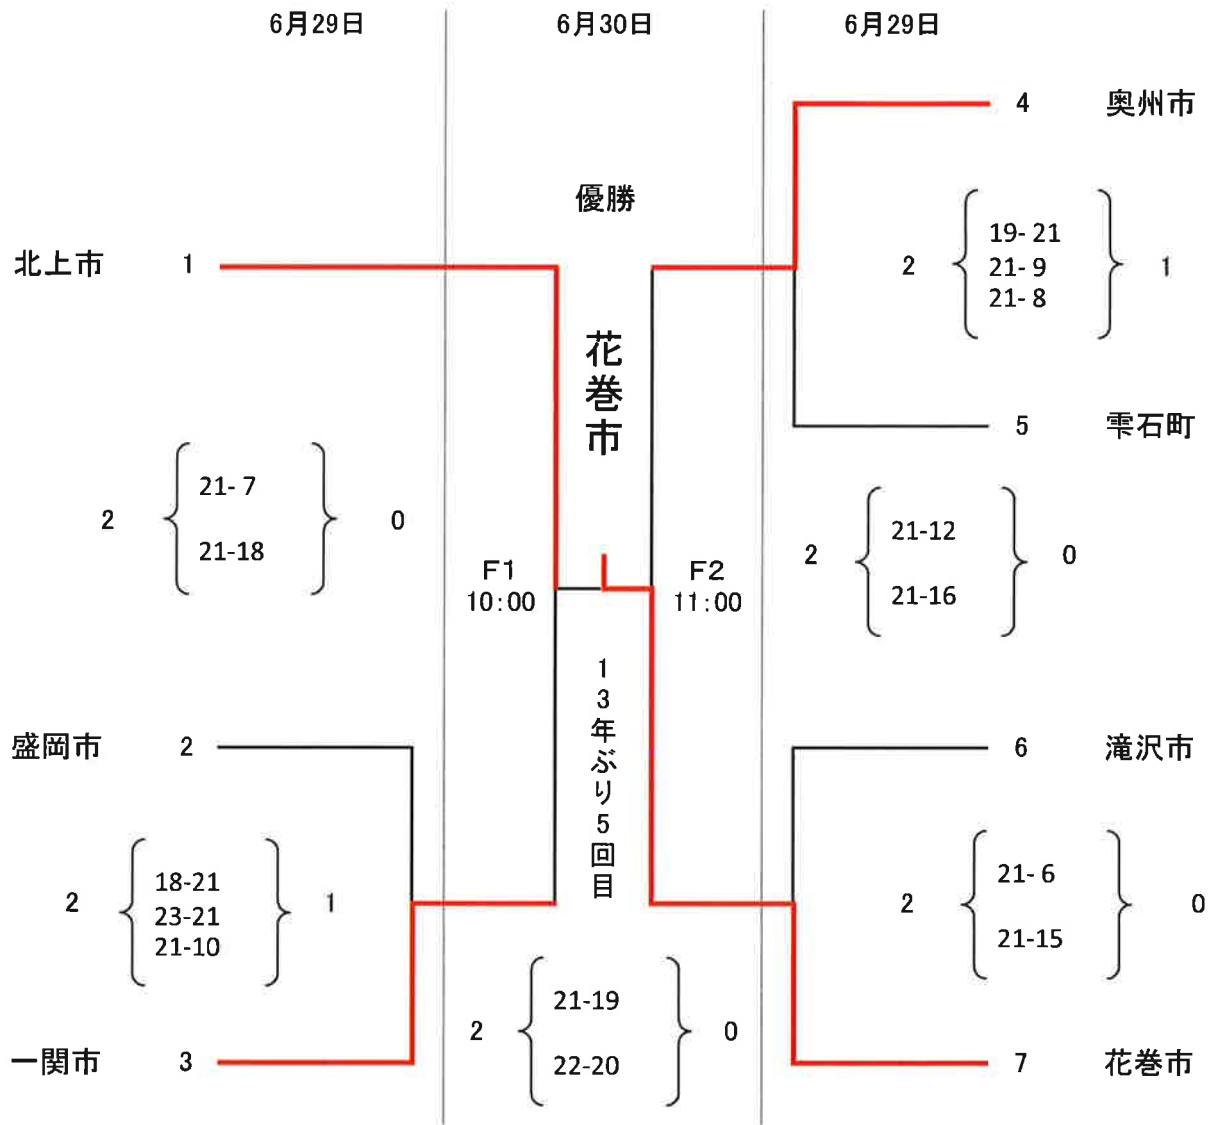 6月29日
6月30日
6月29日
4 奥州市
優勝
2 19-21 1
21-9
21-8
北上市 1
花巻市
5 雫石町
2 21-7 0
21-18
2 21-12 0
21-16
F1
10:00
F2
11:00
13年ぶり5回目
盛岡市 2
6 滝沢市
2 18-21 1
23-21
21-10
2 21-6 0
21-15
2 21-19 0
22-20
一関市 3
7 花巻市